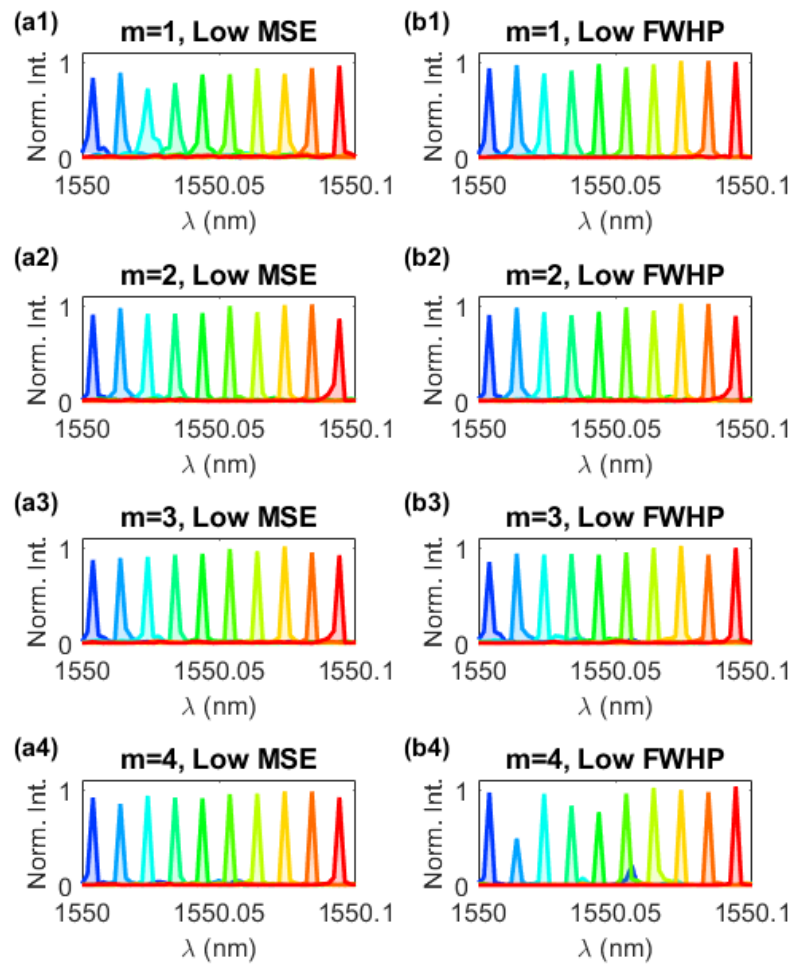 (a1) m=1, Low MSE
Norm. Int.
1
0
1550 1550.05 1550.1
λ (nm)
(b1) m=1, Low FWHP
Norm. Int.
1
0
1550 1550.05 1550.1
λ (nm)
(a2) m=2, Low MSE
Norm. Int.
1
0
1550 1550.05 1550.1
λ (nm)
(b2) m=2, Low FWHP
Norm. Int.
1
0
1550 1550.05 1550.1
λ (nm)
(a3) m=3, Low MSE
Norm. Int.
1
0
1550 1550.05 1550.1
λ (nm)
(b3) m=3, Low FWHP
Norm. Int.
1
0
1550 1550.05 1550.1
λ (nm)
(a4) m=4, Low MSE
Norm. Int.
1
0
1550 1550.05 1550.1
λ (nm)
(b4) m=4, Low FWHP
Norm. Int.
1
0
1550 1550.05 1550.1
λ (nm)